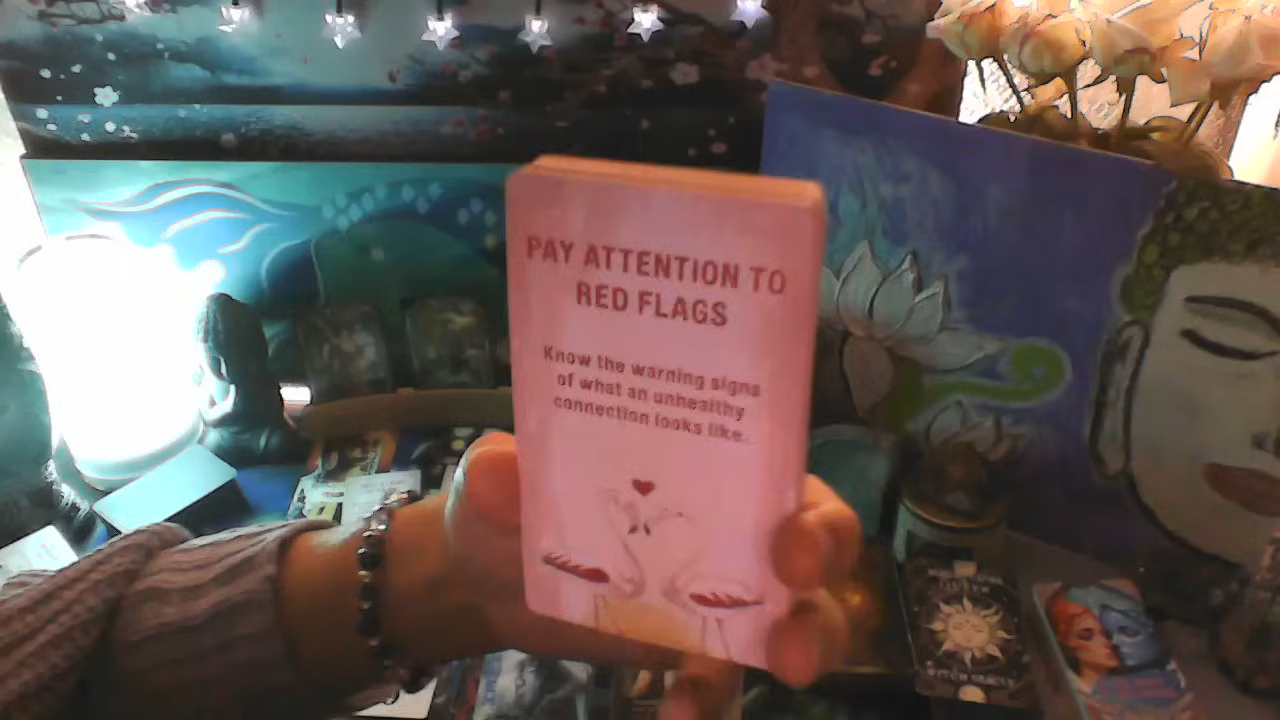 PAY ATTENTION TO
RED FLAGS
Know the warning signs
of what an unhealthy
connection looks like.